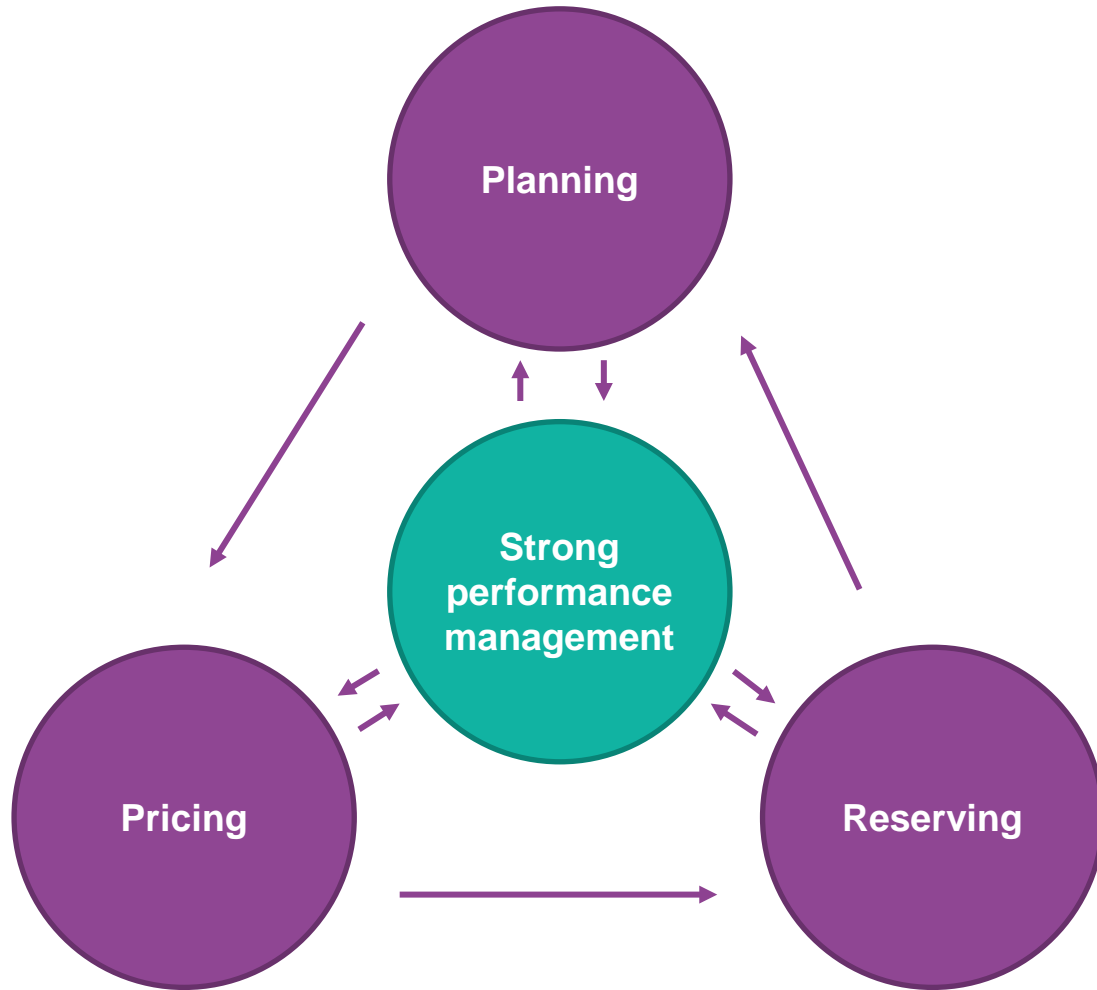 Planning
Strong
performance
management
Pricing
Reserving